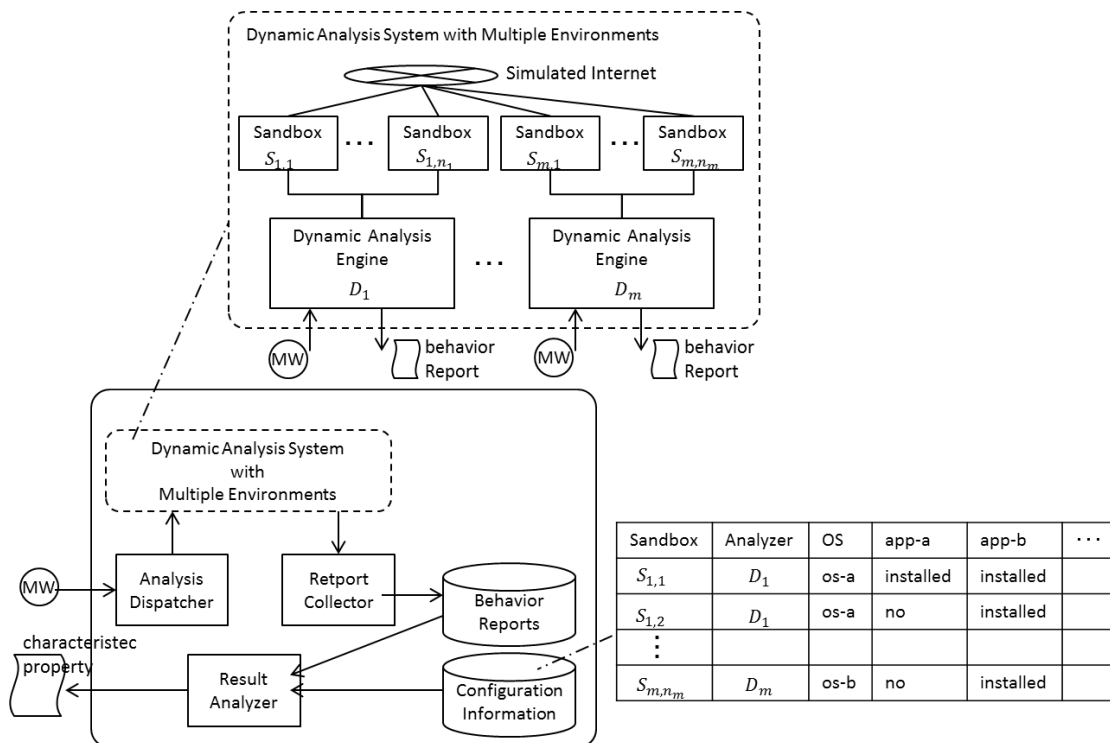 Dynamic Analysis System with Multiple Environments
Simulated Internet
Sandbox
S1,1
...
Sandbox
S1,n1
Sandbox
Sm,1
...
Sandbox
Sm,nm
Dynamic Analysis
Engine
D1
...
Dynamic Analysis
Engine
Dm
MW
behavior
Report
MW
behavior
Report
Dynamic Analysis System
with
Multiple Environments
MW
Analysis
Dispatcher
Retport
Collector
Behavior
Reports
characteristec
property
Result
Analyzer
Configuration
Information
Sandbox Analyzer OS app-a app-b ...
S1,1 D1 os-a installed installed
S1,2 D1 os-a no installed
⋮
Sm,nm Dm os-b no installed